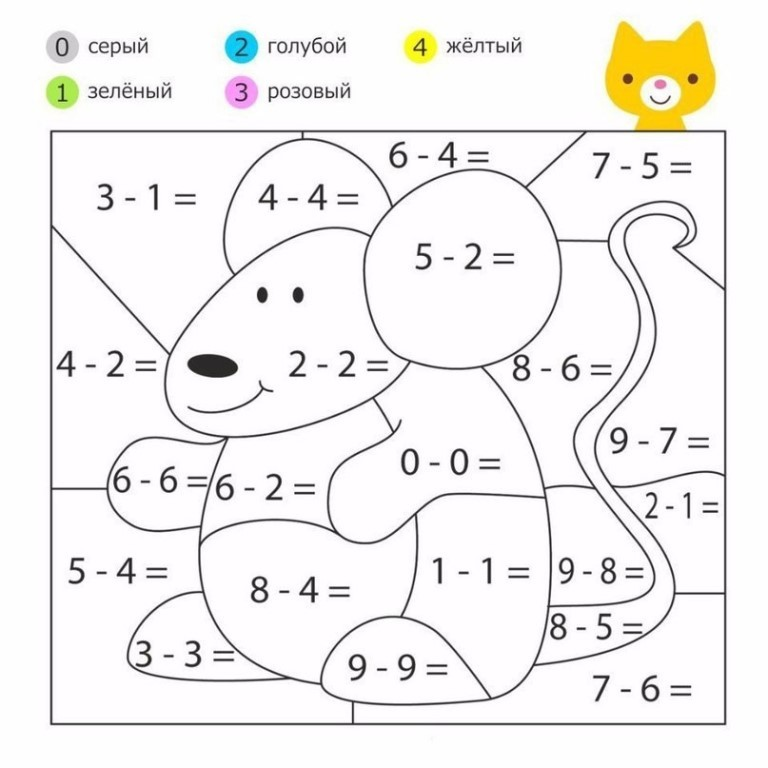 0 серый 2 голубой 4 жёлтый
1 зелёный 3 розовый
6 - 4 =
7 - 5 =
3 - 1 = 4 - 4 =
5 - 2 =
4 - 2 = 2 - 2 = 8 - 6 =
9 - 7 =
0 - 0 =
6 - 6 = 6 - 2 =
2 - 1 =
5 - 4 = 1 - 1 = 9 - 8 =
8 - 4 =
8 - 5 =
3 - 3 = 9 - 9 =
7 - 6 =